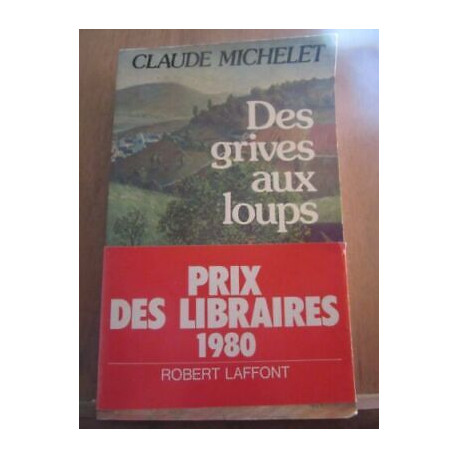 CLAUDE MICHELET
Des
grives
aux
loups
PRIX
DES LIBRAIRES
1980
ROBERT LAFFONT